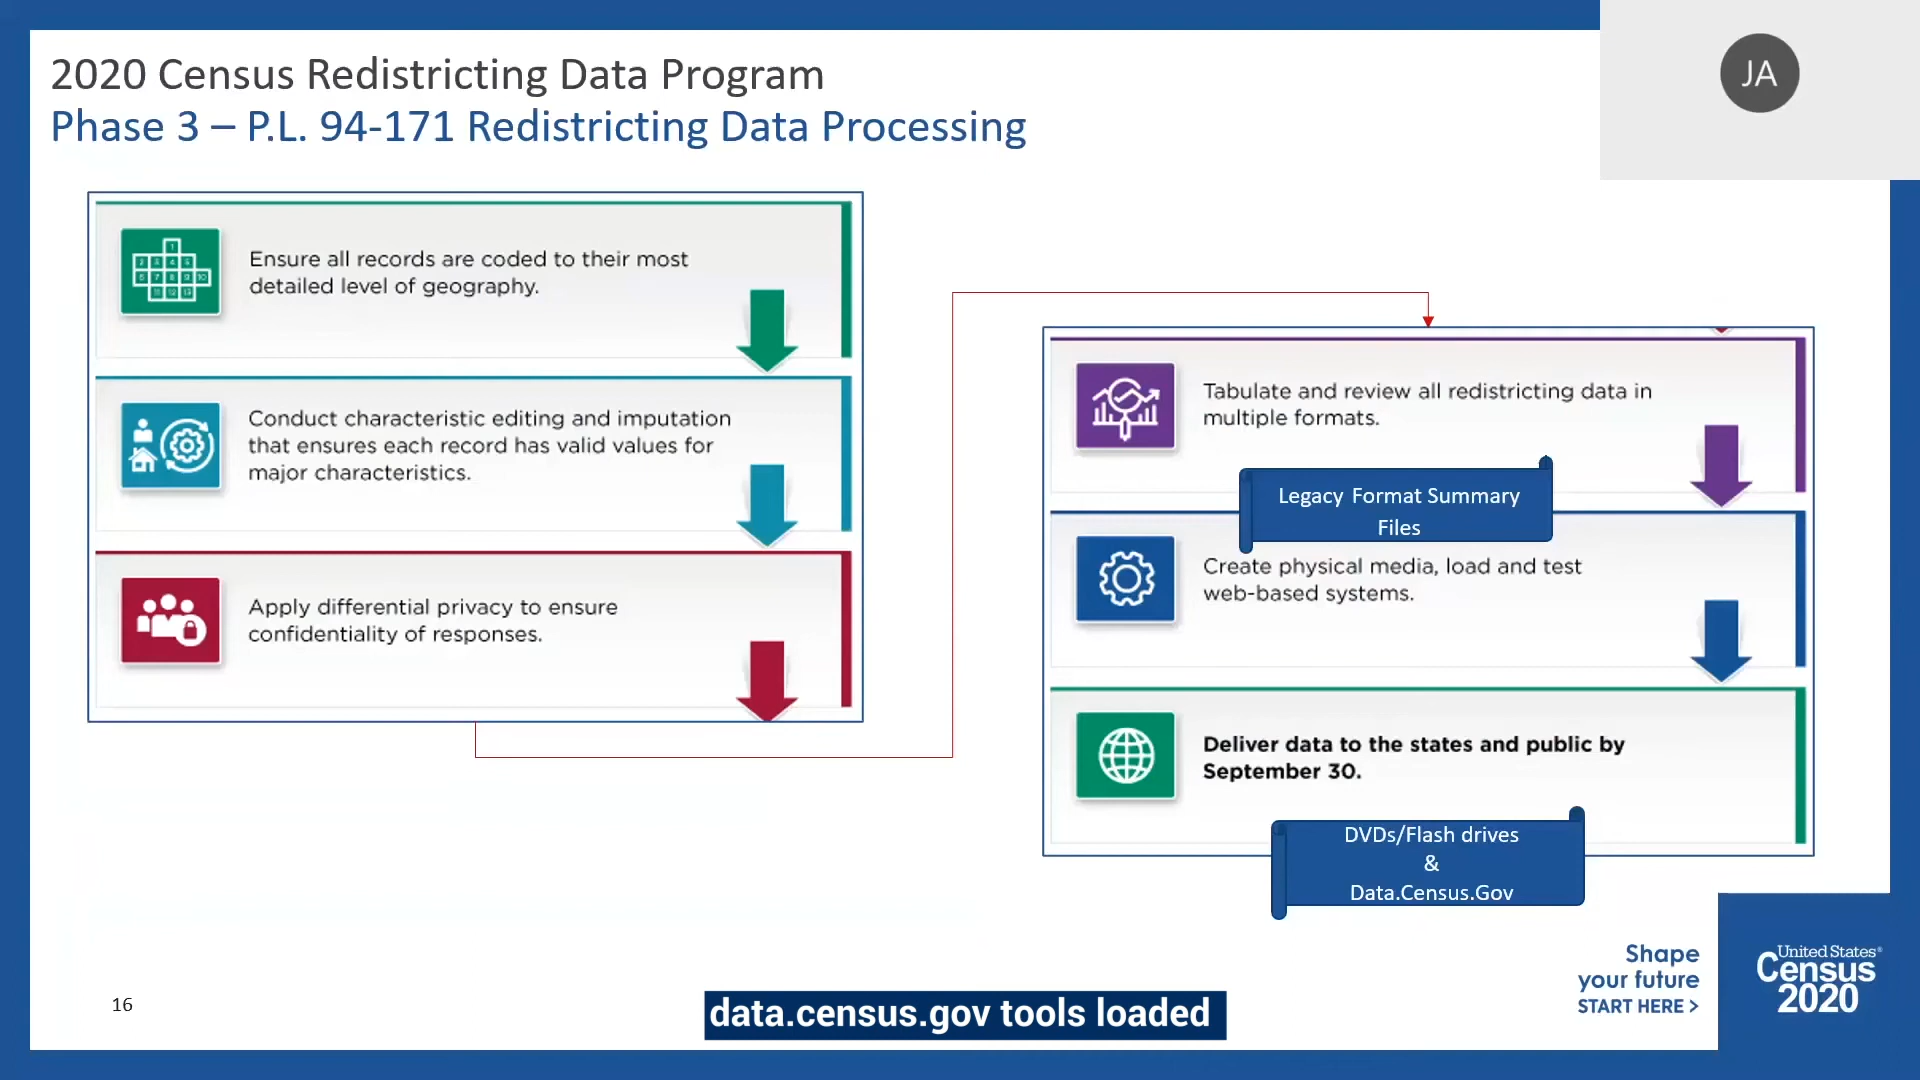 2020 Census Redistricting Data Program
Phase 3 – P.L. 94-171 Redistricting Data Processing
JA
Ensure all records are coded to their most
detailed level of geography.
Conduct characteristic editing and imputation
that ensures each record has valid values for
major characteristics.
Apply differential privacy to ensure
confidentiality of responses.
Tabulate and review all redistricting data in
multiple formats.
Legacy Format Summary
Files
Create physical media, load and test
web-based systems.
Deliver data to the states and public by
September 30.
DVDs/Flash drives
&
Data.Census.Gov
Shape
your future
START HERE >
United States®
Census
2020
16
data.census.gov tools loaded